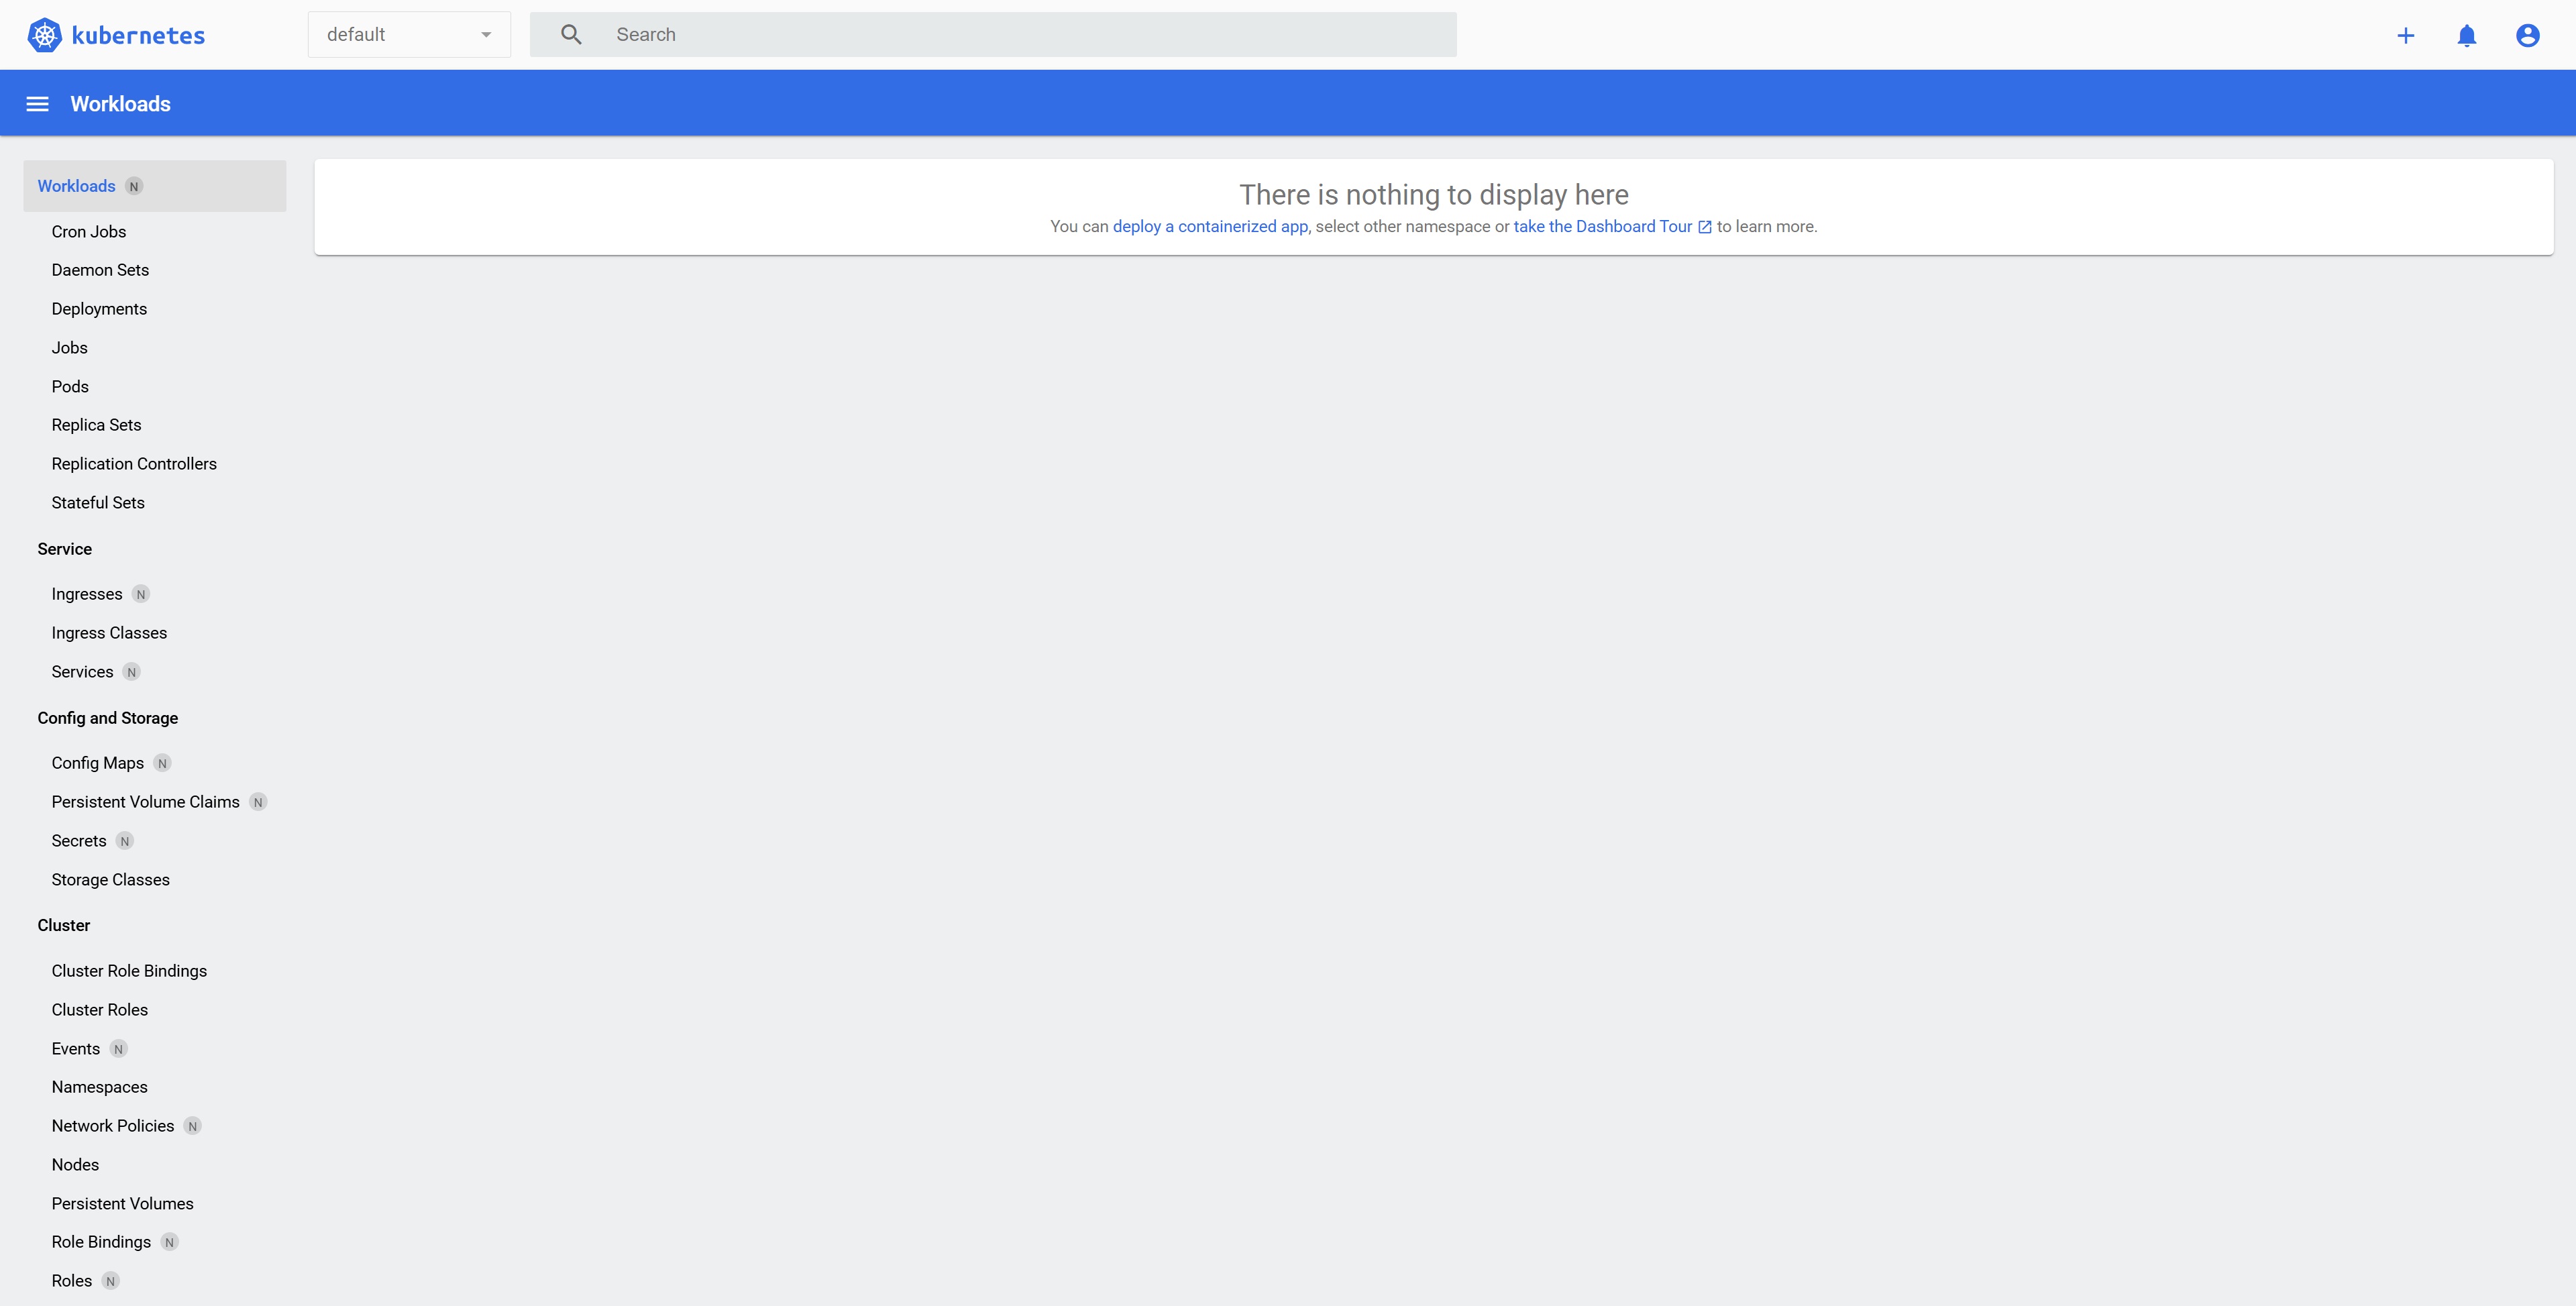 kubernetes
default
Search
Workloads
Workloads N
Cron Jobs
Daemon Sets
Deployments
Jobs
Pods
Replica Sets
Replication Controllers
Stateful Sets
Service
Ingresses N
Ingress Classes
Services N
Config and Storage
Config Maps N
Persistent Volume Claims N
Secrets N
Storage Classes
Cluster
Cluster Role Bindings
Cluster Roles
Events N
Namespaces
Network Policies N
Nodes
Persistent Volumes
Role Bindings N
Roles N
There is nothing to display here
You can deploy a containerized app, select other namespace or take the Dashboard Tour to learn more.